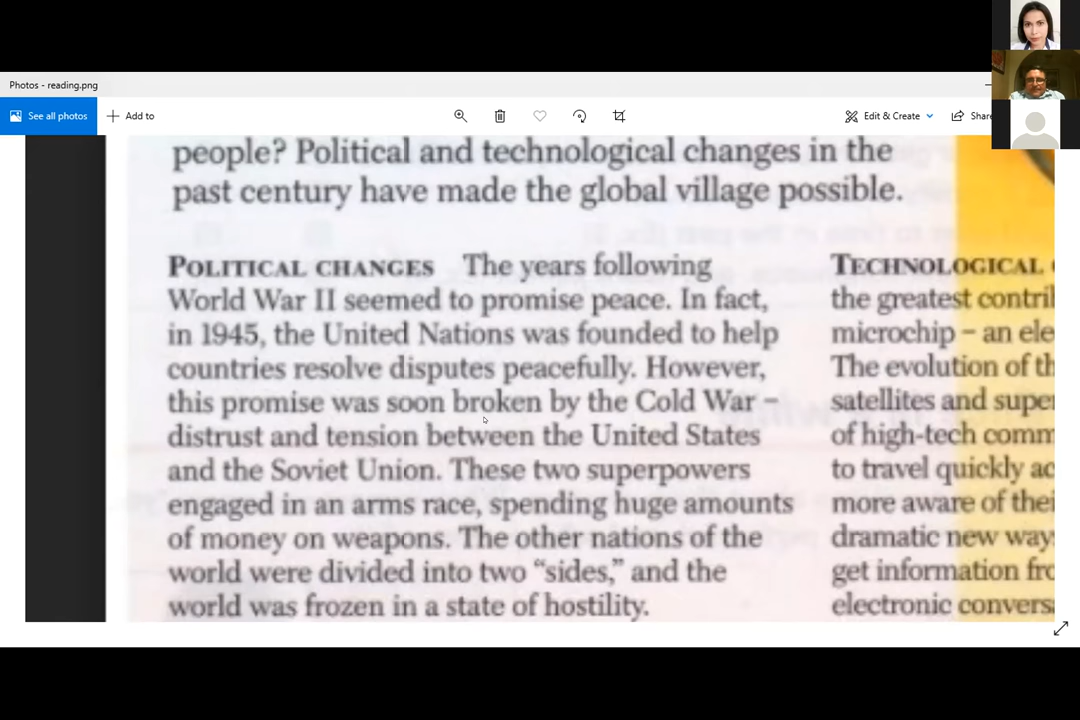 Photos - reading.png
See all photos
Add to
Edit & Create
Share
people? Political and technological changes in the
past century have made the global village possible.
POLITICAL CHANGES The years following
World War II seemed to promise peace. In fact,
in 1945, the United Nations was founded to help
countries resolve disputes peacefully. However,
this promise was soon broken by the Cold War –
distrust and tension between the United States
and the Soviet Union. These two superpowers
engaged in an arms race, spending huge amounts
of money on weapons. The other nations of the
world were divided into two “sides,” and the
world was frozen in a state of hostility.
TECHNOLOGICAL
the greatest
microchip – an
The evolution of
satellites and
of high-tech
to travel quickly
more aware of
dramatic new
get information
electronic